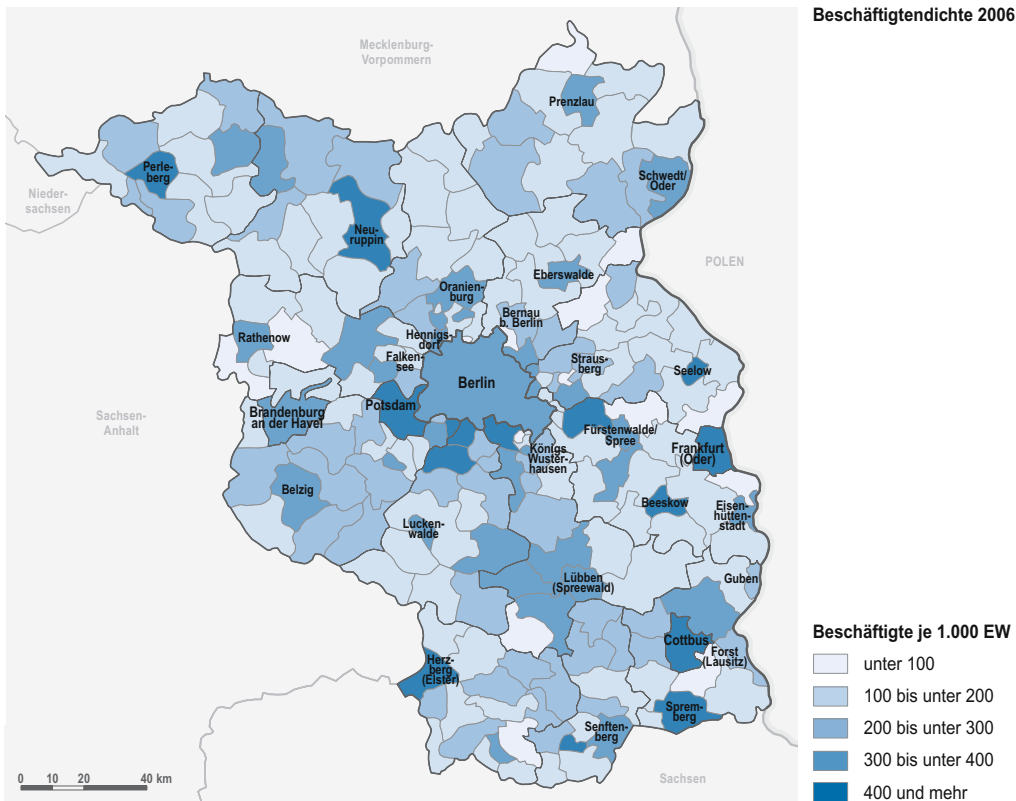 Beschäftigtendichte 2006
Mecklenburg-
Vorpommern
Prenzlau
Perle-
berg
Schwedt/
Oder
Nieder-
sachsen
Neu-
ruppin
POLEN
Eberswalde
Oranien-
burg
Bernau
b. Berlin
Rathenow
Hennigs-
dorf
Falken-
see
Straus-
berg
Seelow
Berlin
Potsdam
Brandenburg
an der Havel
Sachsen-
Anhalt
Fürstenwalde/
Spree
Frankfurt
(Oder)
Königs
Wuster-
hausen
Belzig
Beeskow
Eisen-
hütten-
stadt
Lucken-
walde
Lübben
(Spreewald)
Guben
Cottbus
Forst
(Lausitz)
Herz-
berg
(Elster)
Sprem-
berg
Senften-
berg
Sachsen
0 10 20 40 km
Beschäftigte je 1.000 EW
unter 100
100 bis unter 200
200 bis unter 300
300 bis unter 400
400 und mehr